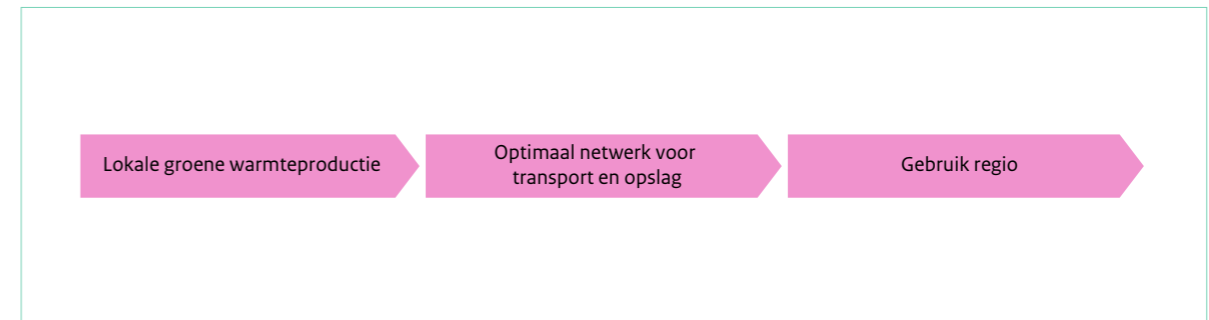 Lokale groene warmteproductie
Optimaal netwerk voor
transport en opslag
Gebruik regio